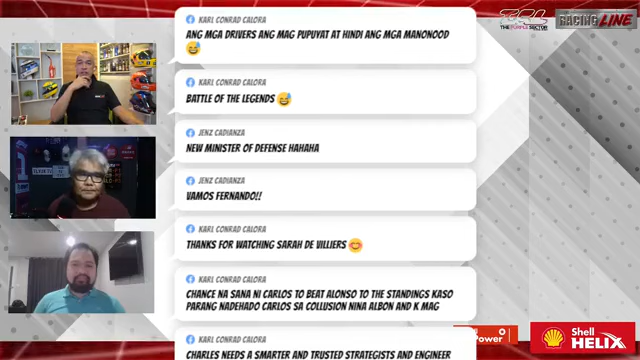 KARL CONRAD CALORA
ANG MGA DRIVERS ANG MAG PUPUYAT AT HINDI ANG MGA MANONOOD
😅
KARL CONRAD CALORA
BATTLE OF THE LEGENDS 😅
JENZ CADIANZA
NEW MINISTER OF DEFENSE HAHAHA
JENZ CADIANZA
VAMOS FERNANDO!!
KARL CONRAD CALORA
THANKS FOR WATCHING SARAH DE VILLIERS 😊
KARL CONRAD CALORA
CHANCE NA SANA NI CARLOS TO BEAT ALONSO TO THE STANDINGS KASO
PARANG NADEHADO CARLOS SA COLLUSION NINA ALBON AND K MAG
KARL CONRAD CALORA
CHARLES NEEDS A SMARTER AND TRUSTED STRATEGISTS AND ENGINEER
THE PURPLE SECTOR
RACING LINE
Power
Shell
HELIX